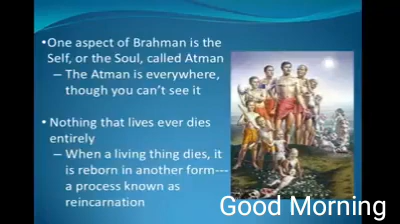 •One aspect of Brahman is the
Self, or the Soul, called Atman
– The Atman is everywhere,
though you can't see it
• Nothing that lives ever dies
entirely
– When a living thing dies, it
is reborn in another form---
a process known as
reincarnation
Good Morning